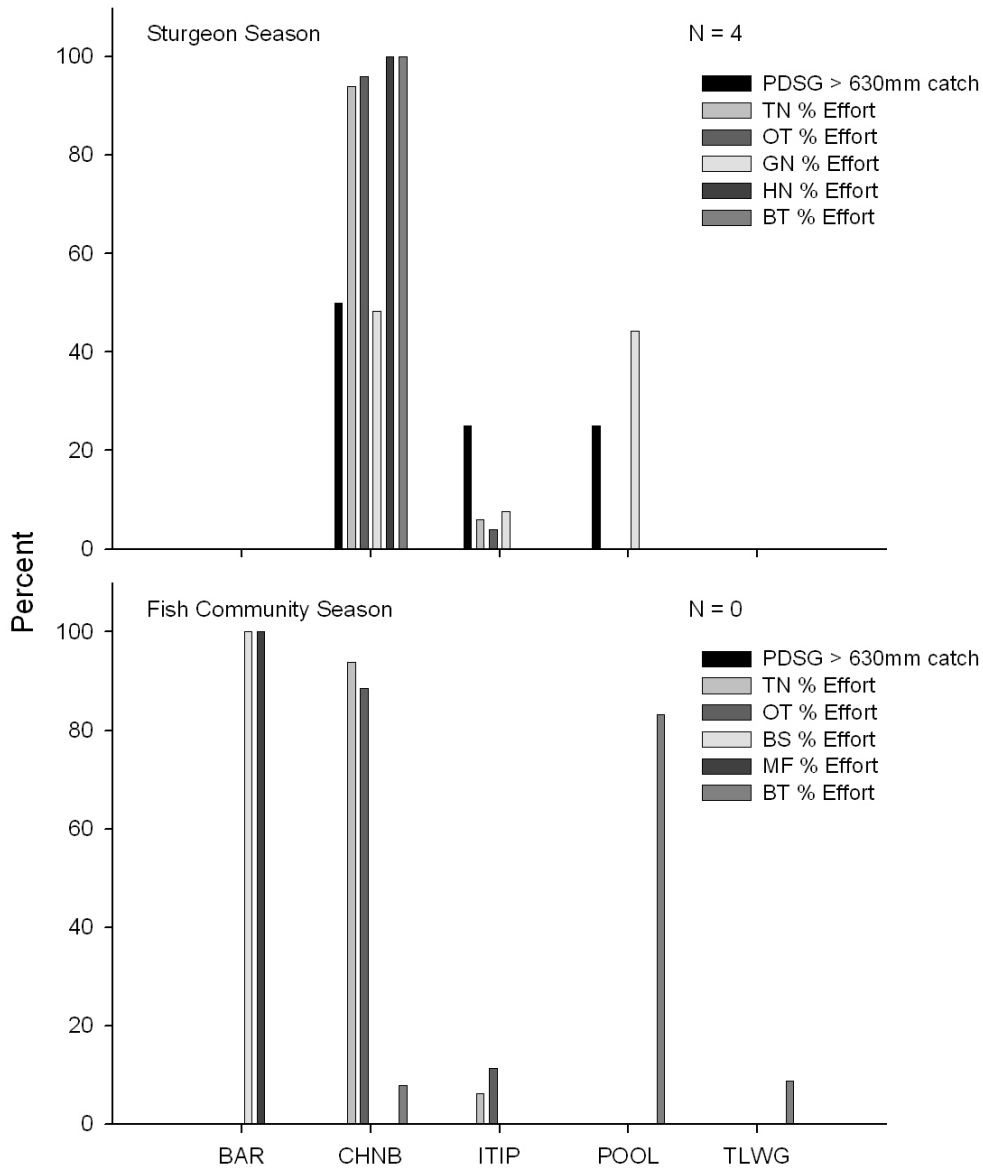 Sturgeon Season
N = 4
PDSG > 630mm catch
TN % Effort
OT % Effort
GN % Effort
HN % Effort
BT % Effort
100
80
60
40
20
0
Percent
Fish Community Season
N = 0
PDSG > 630mm catch
TN % Effort
OT % Effort
BS % Effort
MF % Effort
BT % Effort
100
80
60
40
20
0
BAR CHNB ITIP POOL TLWG